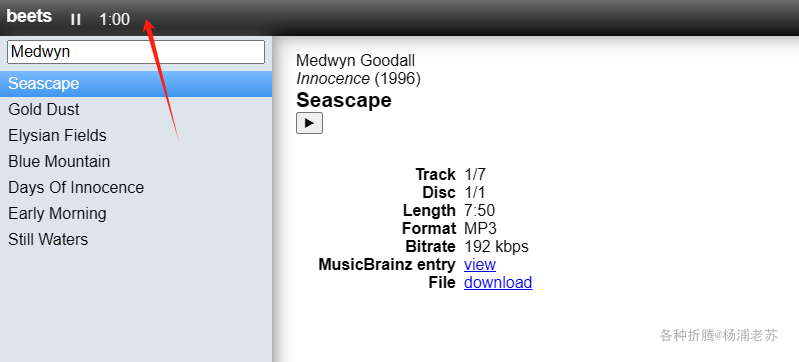 beets 1:00
Medwyn
Seascape
Gold Dust
Elysian Fields
Blue Mountain
Days Of Innocence
Early Morning
Still Waters
Medwyn Goodall
Innocence (1996)
Seascape
Track 1/7
Disc 1/1
Length 7:50
Format MP3
Bitrate 192 kbps
MusicBrainz entry view
File download
各种折腾@杨浦老苏